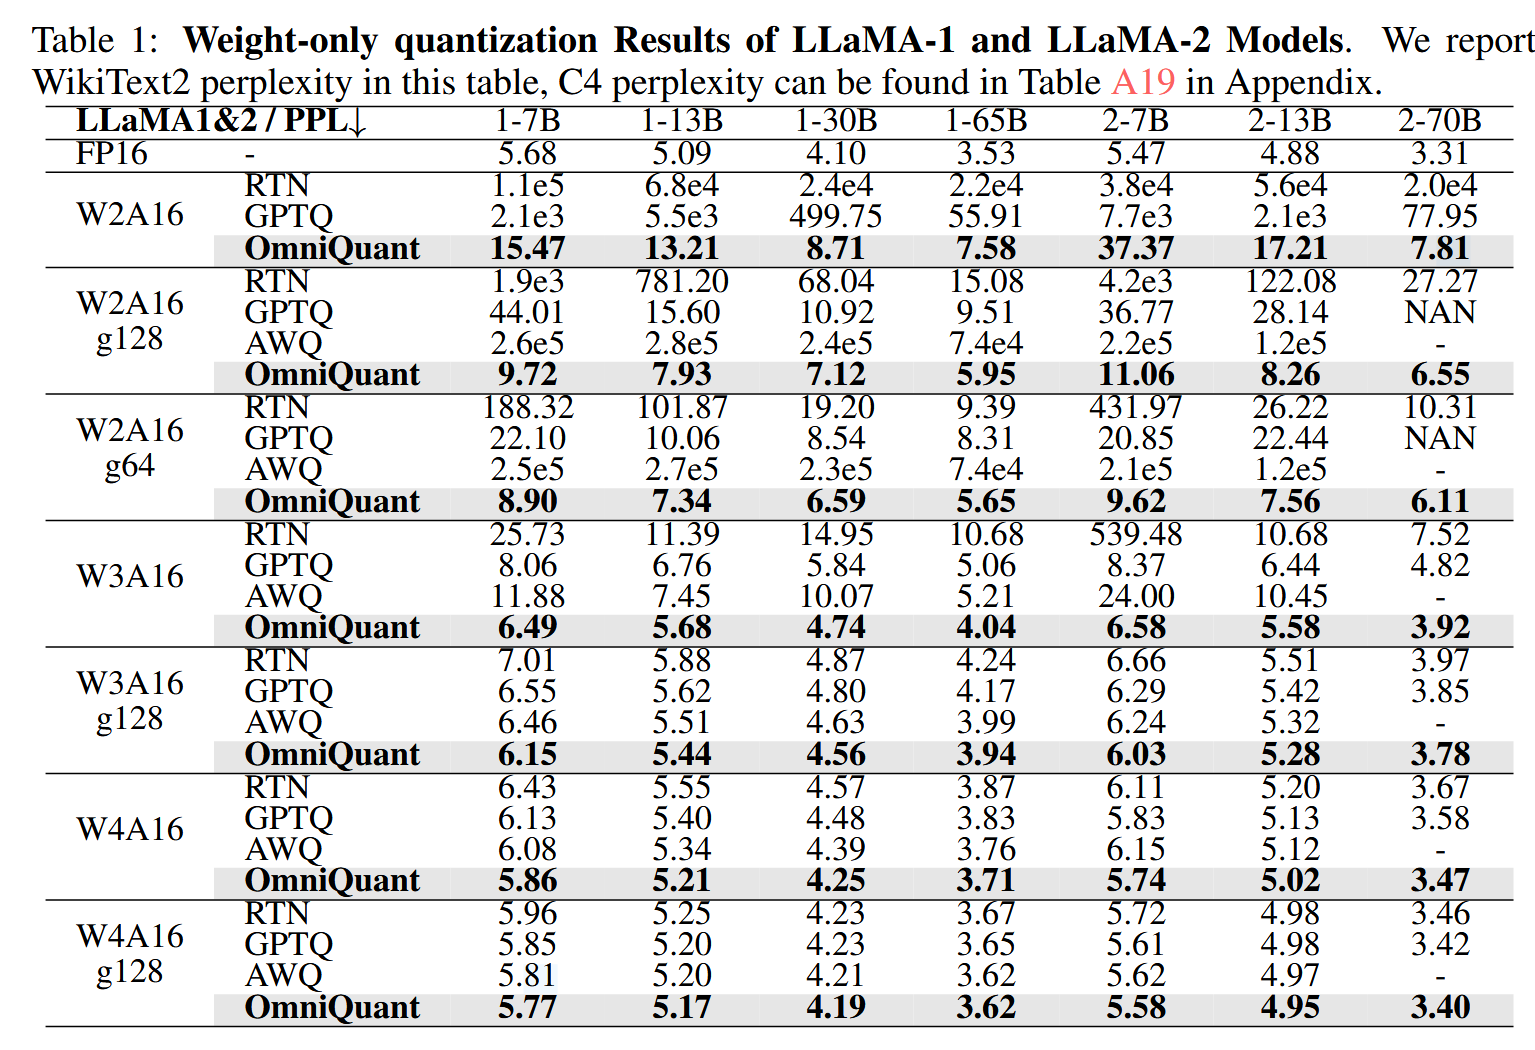 Table 1: Weight-only quantization Results of LLaMA-1 and LLaMA-2 Models. We report
WikiText2 perplexity in this table, C4 perplexity can be found in Table A19 in Appendix.
LLaMA1&2 / PPL↓ 1-7B 1-13B 1-30B 1-65B 2-7B 2-13B 2-70B
FP16 - 5.68 5.09 4.10 3.53 5.47 4.88 3.31
W2A16
RTN 1.1e5 6.8e4 2.4e4 2.2e4 3.8e4 5.6e4 2.0e4
GPTQ 2.1e3 5.5e3 499.75 55.91 7.7e3 2.1e3 77.95
OmniQuant 15.47 13.21 8.71 7.58 37.37 17.21 7.81
W2A16
g128
RTN 1.9e3 781.20 68.04 15.08 4.2e3 122.08 27.27
GPTQ 44.01 15.60 10.92 9.51 36.77 28.14 NAN
AWQ 2.6e5 2.8e5 2.4e5 7.4e4 2.2e5 1.2e5 -
OmniQuant 9.72 7.93 7.12 5.95 11.06 8.26 6.55
W2A16
g64
RTN 188.32 101.87 19.20 9.39 431.97 26.22 10.31
GPTQ 22.10 10.06 8.54 8.31 20.85 22.44 NAN
AWQ 2.5e5 2.7e5 2.3e5 7.4e4 2.1e5 1.2e5 -
OmniQuant 8.90 7.34 6.59 5.65 9.62 7.56 6.11
W3A16
RTN 25.73 11.39 14.95 10.68 539.48 10.68 7.52
GPTQ 8.06 6.76 5.84 5.06 8.37 6.44 4.82
AWQ 11.88 7.45 10.07 5.21 24.00 10.45 -
OmniQuant 6.49 5.68 4.74 4.04 6.58 5.58 3.92
W3A16
g128
RTN 7.01 5.88 4.87 4.24 6.66 5.51 3.97
GPTQ 6.55 5.62 4.80 4.17 6.29 5.42 3.85
AWQ 6.46 5.51 4.63 3.99 6.24 5.32 -
OmniQuant 6.15 5.44 4.56 3.94 6.03 5.28 3.78
W4A16
RTN 6.43 5.55 4.57 3.87 6.11 5.20 3.67
GPTQ 6.13 5.40 4.48 3.83 5.83 5.13 3.58
AWQ 6.08 5.34 4.39 3.76 6.15 5.12 -
OmniQuant 5.86 5.21 4.25 3.71 5.74 5.02 3.47
W4A16
g128
RTN 5.96 5.25 4.23 3.67 5.72 4.98 3.46
GPTQ 5.85 5.20 4.23 3.65 5.61 4.98 3.42
AWQ 5.81 5.20 4.21 3.62 5.62 4.97 -
OmniQuant 5.77 5.17 4.19 3.62 5.58 4.95 3.40